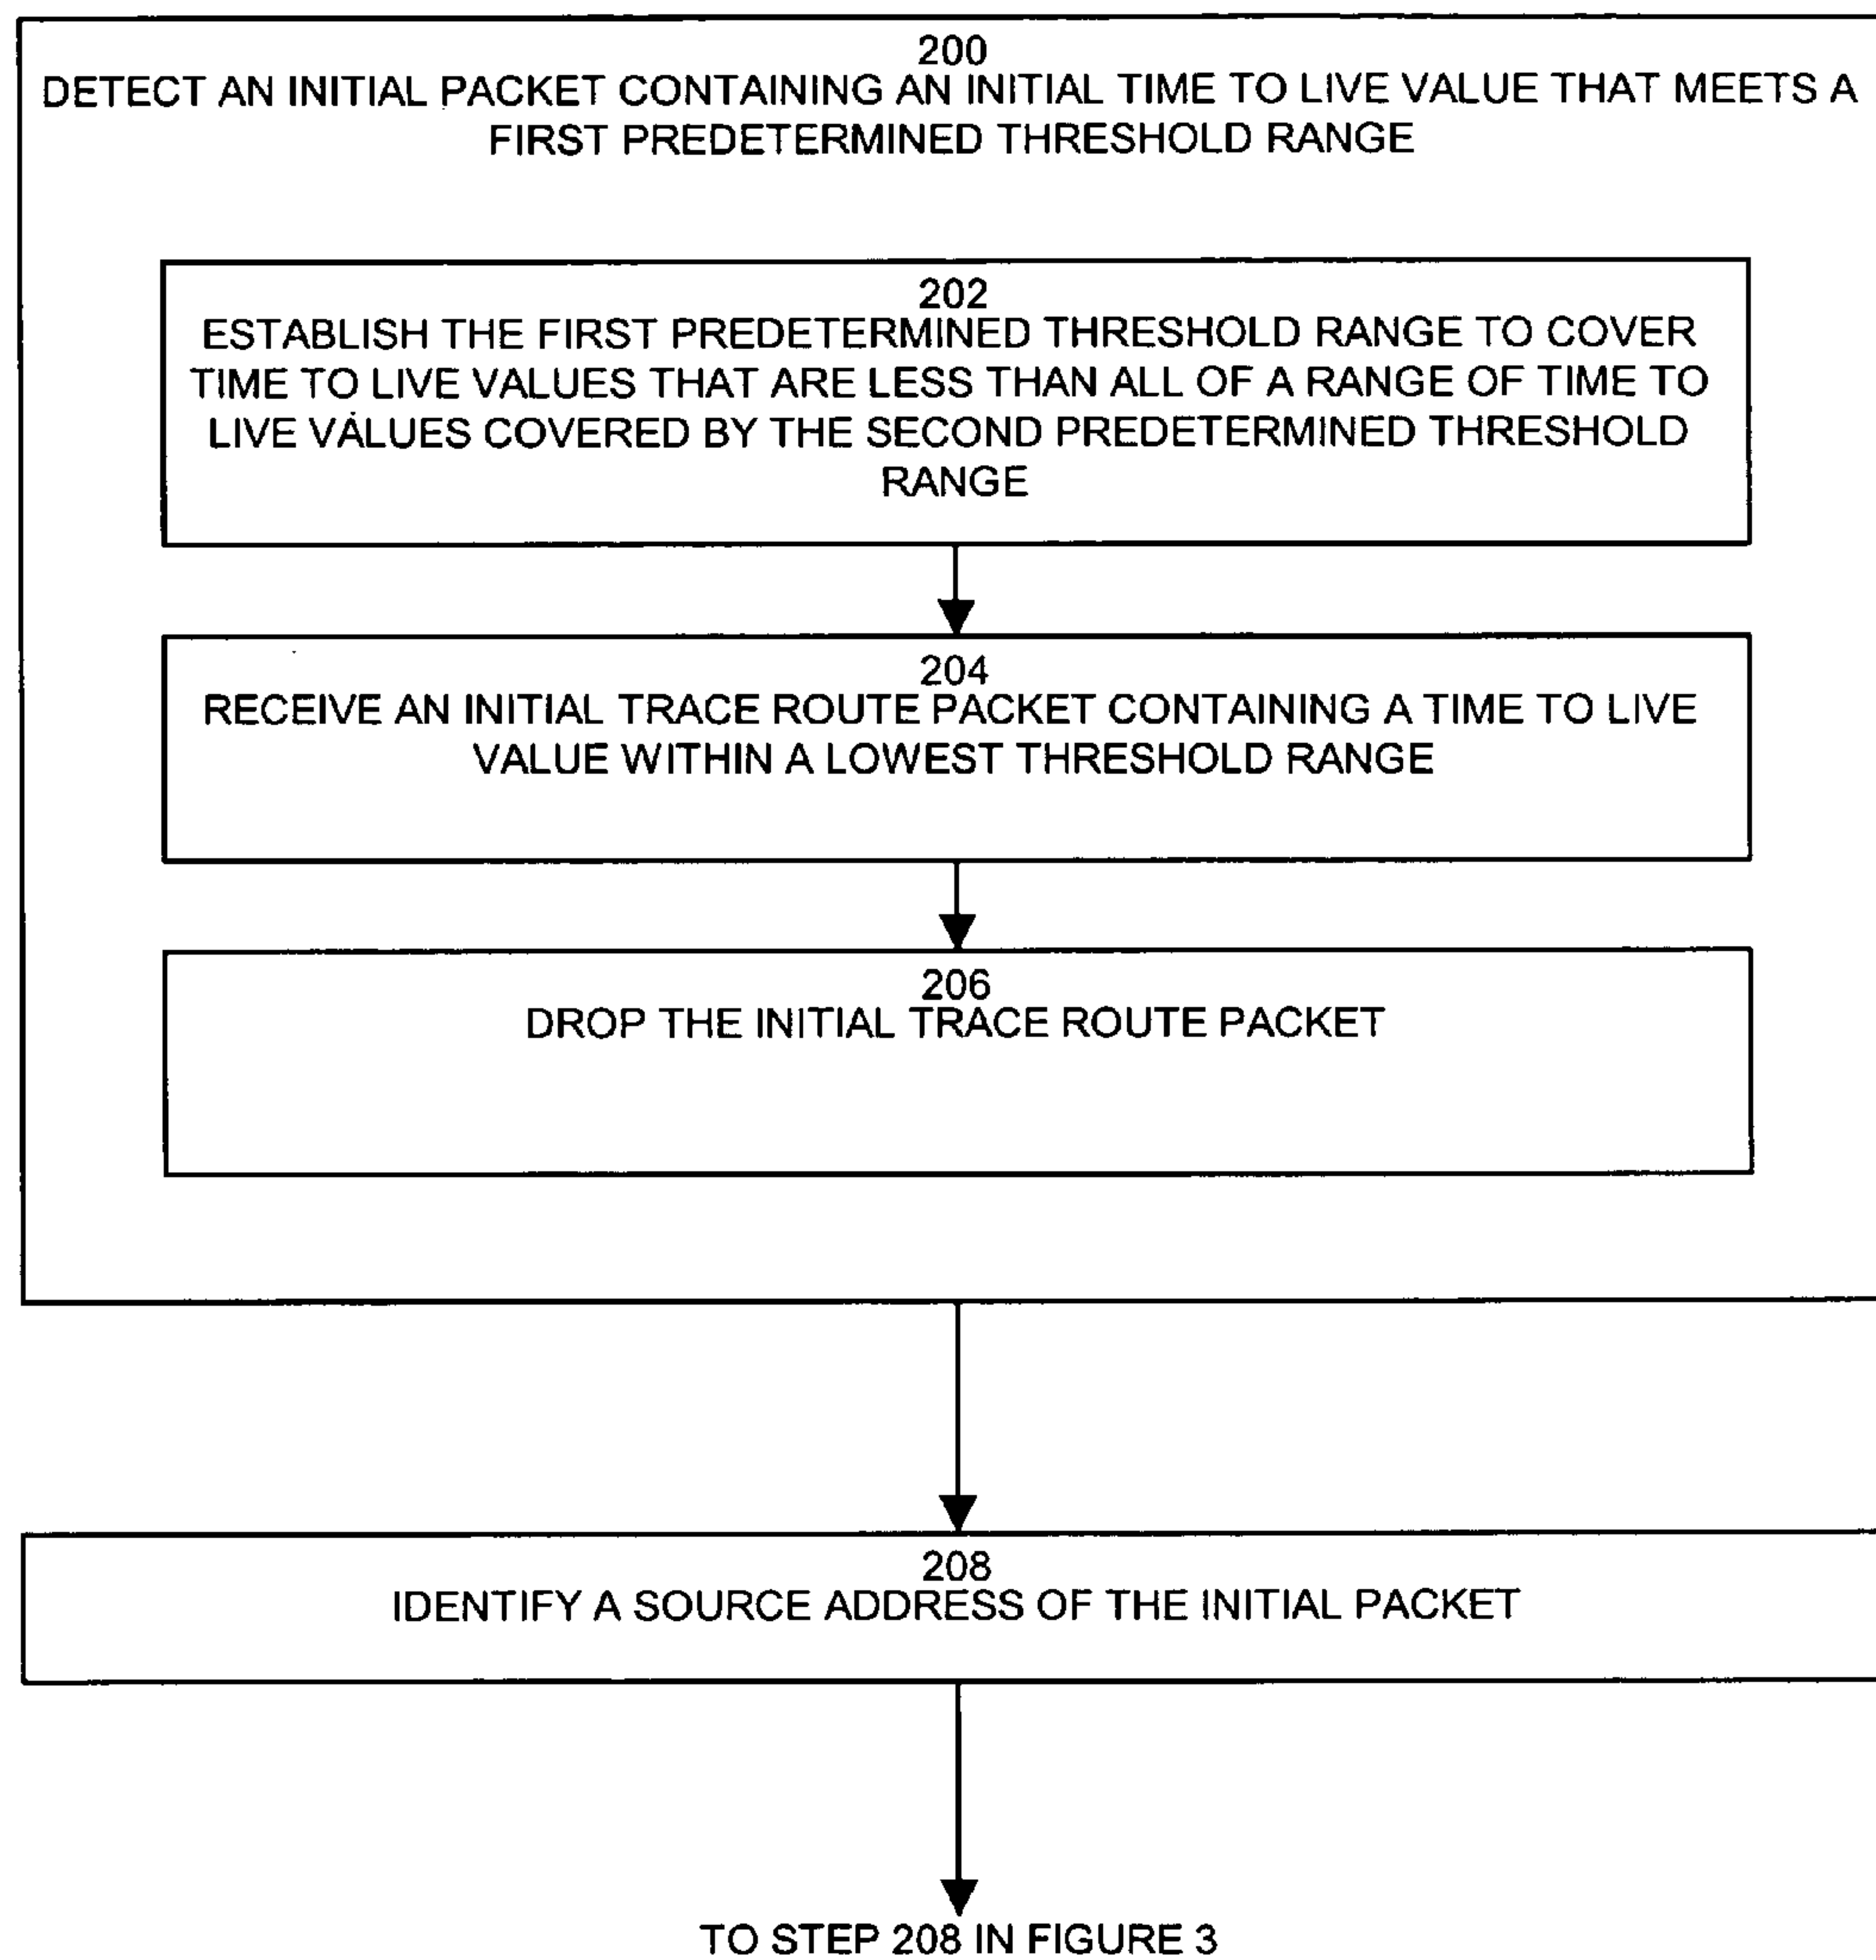 200
DETECT AN INITIAL PACKET CONTAINING AN INITIAL TIME TO LIVE VALUE THAT MEETS A
FIRST PREDETERMINED THRESHOLD RANGE
202
ESTABLISH THE FIRST PREDETERMINED THRESHOLD RANGE TO COVER
TIME TO LIVE VALUES THAT ARE LESS THAN ALL OF A RANGE OF TIME TO
LIVE VALUES COVERED BY THE SECOND PREDETERMINED THRESHOLD
RANGE
204
RECEIVE AN INITIAL TRACE ROUTE PACKET CONTAINING A TIME TO LIVE
VALUE WITHIN A LOWEST THRESHOLD RANGE
206
DROP THE INITIAL TRACE ROUTE PACKET
208
IDENTIFY A SOURCE ADDRESS OF THE INITIAL PACKET
TO STEP 208 IN FIGURE 3